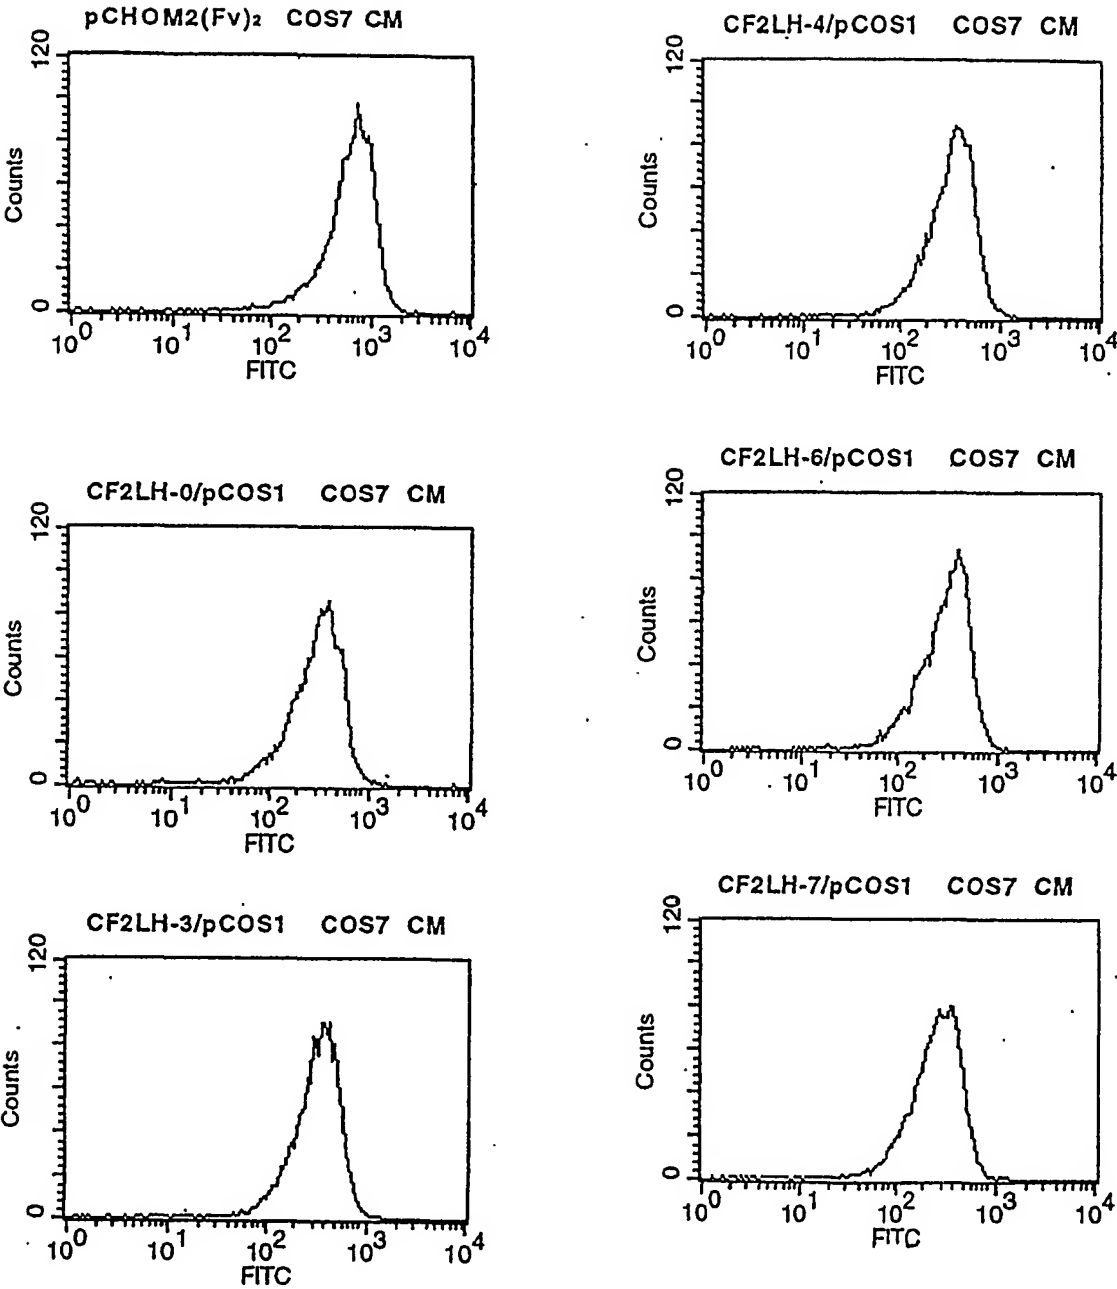 pCHOM2(Fv)2 COS7 CM
120
Counts
0
10^0 10^1 10^2 10^3 10^4
FITC
CF2LH-0/pCOS1 COS7 CM
120
Counts
0
10^0 10^1 10^2 10^3 10^4
FITC
CF2LH-3/pCOS1 COS7 CM
120
Counts
0
10^0 10^1 10^2 10^3 10^4
FITC
CF2LH-4/pCOS1 COS7 CM
120
Counts
0
10^0 10^1 10^2 10^3 10^4
FITC
CF2LH-6/pCOS1 COS7 CM
120
Counts
0
10^0 10^1 10^2 10^3 10^4
FITC
CF2LH-7/pCOS1 COS7 CM
120
Counts
0
10^0 10^1 10^2 10^3 10^4
FITC